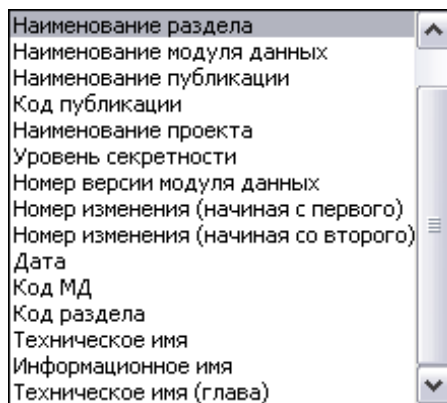 Наименование раздела
Наименование модуля данных
Наименование публикации
Код публикации
Наименование проекта
Уровень секретности
Номер версии модуля данных
Номер изменения (начиная с первого)
Номер изменения (начиная со второго)
Дата
Код МД
Код раздела
Техническое имя
Информационное имя
Техническое имя (глава)